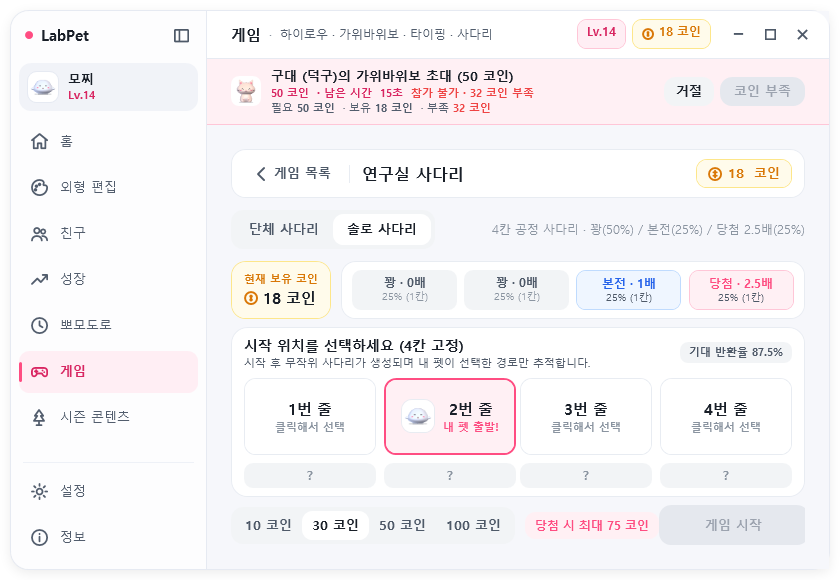 LabPet
모찌
Lv.14
홈
외형 편집
친구
성장
뽀모도로
게임
시즌 콘텐츠
설정
정보
게임 · 하이로우 · 가위바위보 · 타이핑 · 사다리
Lv.14
18 코인
구대 (덕구)의 가위바위보 초대 (50 코인)
50 코인 · 남은 시간 15초 참가 불가 · 32 코인 부족
필요 50 코인 · 보유 18 코인 · 부족 32 코인
거절
코인 부족
게임 목록
연구실 사다리
18 코인
단체 사다리
솔로 사다리
4칸 공정 사다리 · 꽝(50%) / 본전(25%) / 당첨 2.5배(25%)
현재 보유 코인
18 코인
꽝 · 0배
25% (1칸)
꽝 · 0배
25% (1칸)
본전 · 1배
25% (1칸)
당첨 · 2.5배
25% (1칸)
시작 위치를 선택하세요 (4칸 고정)
시작 후 무작위 사다리가 생성되며 내 펫이 선택한 경로만 추적합니다.
기대 반환율 87.5%
1번 줄
클릭해서 선택
2번 줄
내 펫 출발!
3번 줄
클릭해서 선택
4번 줄
클릭해서 선택
?
?
?
?
10 코인
30 코인
50 코인
100 코인
당첨 시 최대 75 코인
게임 시작